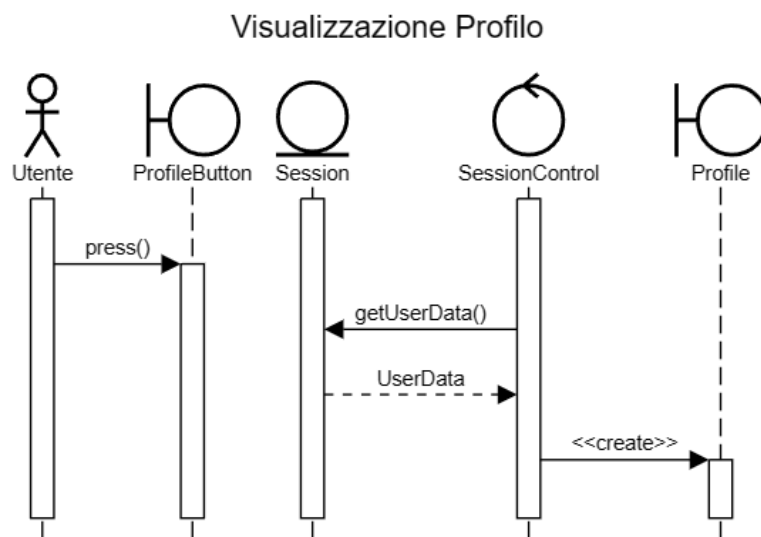 Visualizzazione Profilo
Utente
ProfileButton
Session
SessionControl
Profile
press()
getUserData()
UserData
<<create>>